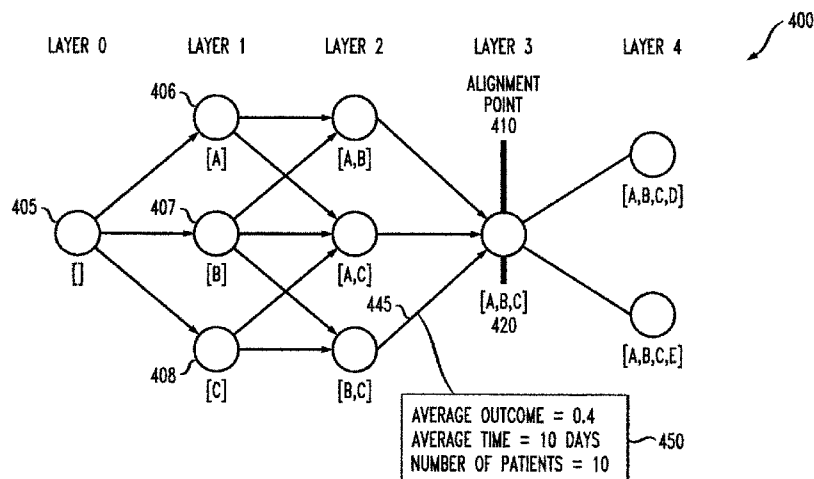 400
LAYER 0 LAYER 1 LAYER 2 LAYER 3 LAYER 4
ALIGNMENT
POINT
410
406
[A]
[A,B]
[A,B,C,D]
405
[]
407
[B]
[A,C]
[A,B,C]
420
445
408
[C]
[B,C]
[A,B,C,E]
AVERAGE OUTCOME = 0.4
AVERAGE TIME = 10 DAYS
NUMBER OF PATIENTS = 10
450